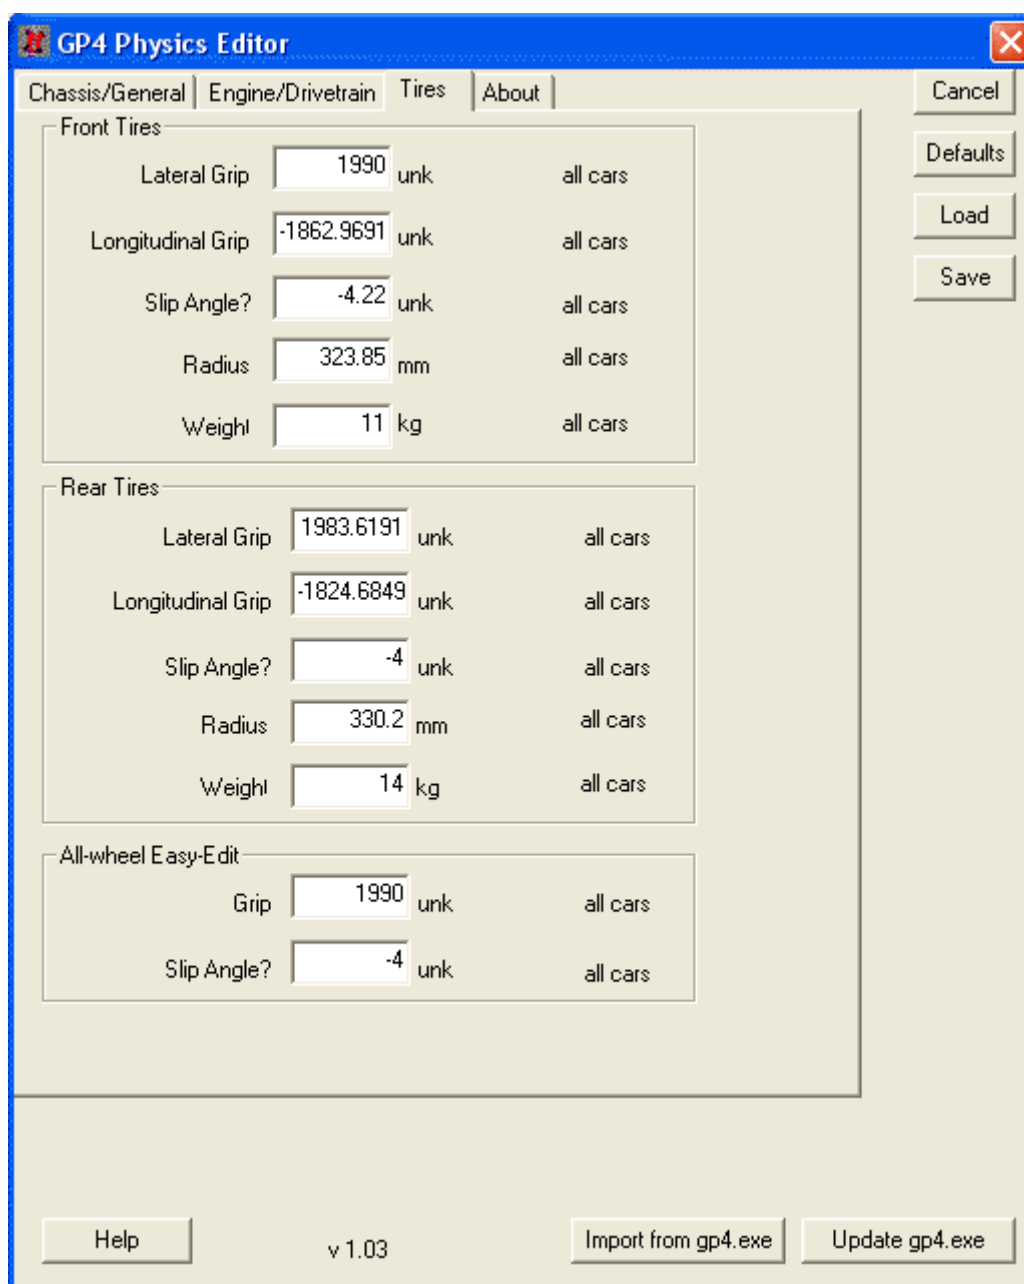 GP4 Physics Editor
Chassis/General Engine/Drivetrain Tires About
Cancel
Defaults
Load
Save
Front Tires
Lateral Grip 1990 unk all cars
Longitudinal Grip -1862.9691 unk all cars
Slip Angle? -4.22 unk all cars
Radius 323.85 mm all cars
Weight 11 kg all cars
Rear Tires
Lateral Grip 1983.6191 unk all cars
Longitudinal Grip -1824.6849 unk all cars
Slip Angle? -4 unk all cars
Radius 330.2 mm all cars
Weight 14 kg all cars
All-wheel Easy-Edit
Grip 1990 unk all cars
Slip Angle? -4 unk all cars
Help v 1.03 Import from gp4.exe Update gp4.exe